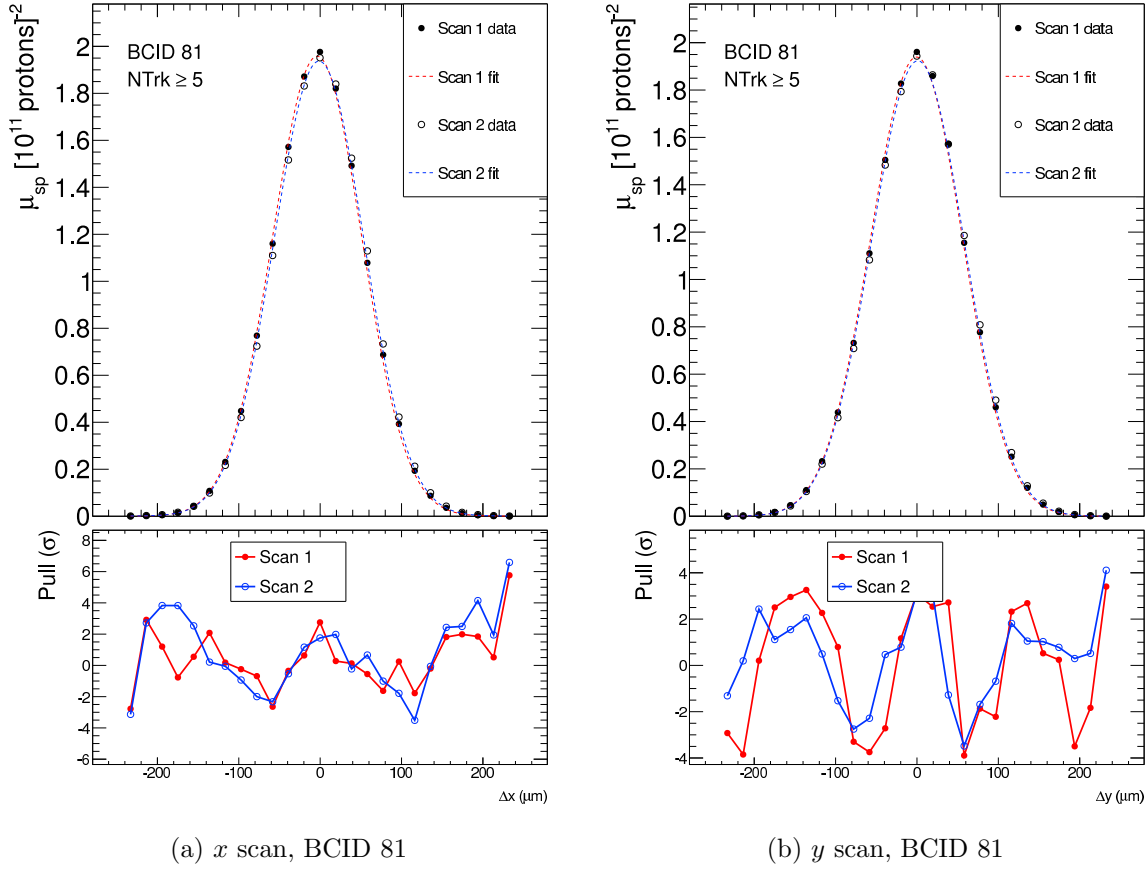 μsp [10^11 protons]^-2
BCID 81
NTrk ≥ 5
Scan 1 data
Scan 1 fit
Scan 2 data
Scan 2 fit
2
1.8
1.6
1.4
1.2
1
0.8
0.6
0.4
0.2
0
Pull (σ)
Scan 1
Scan 2
8
6
4
2
0
-2
-4
-6
-200 -100 0 100 200
Δx (μm)
(a) x scan, BCID 81
μsp [10^11 protons]^-2
BCID 81
NTrk ≥ 5
Scan 1 data
Scan 1 fit
Scan 2 data
Scan 2 fit
2
1.8
1.6
1.4
1.2
1
0.8
0.6
0.4
0.2
0
Pull (σ)
Scan 1
Scan 2
4
2
0
-2
-4
-200 -100 0 100 200
Δy (μm)
(b) y scan, BCID 81